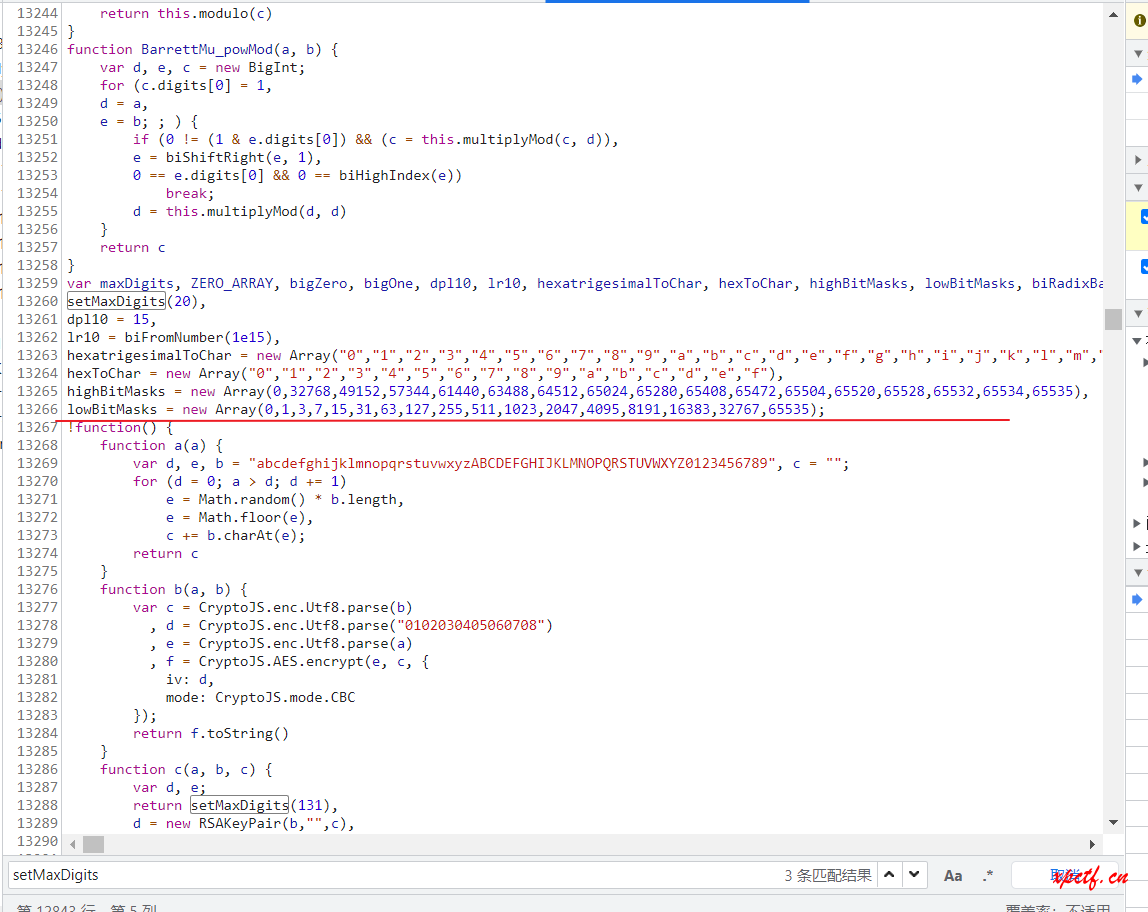 13244 return this.modulo(c)
13245 }
13246 function BarrettMu_powMod(a, b) {
13247 var d, e, c = new BigInt;
13248 for (c.digits[0] = 1,
13249 d = a,
13250 e = b; ; ) {
13251 if (0 != (1 & e.digits[0]) && (c = this.multiplyMod(c, d)),
13252 e = biShiftRight(e, 1),
13253 0 == e.digits[0] && 0 == biHighIndex(e))
13254 break;
13255 d = this.multiplyMod(d, d)
13256 }
13257 return c
13258 }
13259 var maxDigits, ZERO_ARRAY, bigZero, bigOne, dpl10, lr10, hexatrigesimalToChar, hexToChar, highBitMasks, lowBitMasks, biRadixBa
13260 setMaxDigits(20),
13261 dpl10 = 15,
13262 lr10 = biFromNumber(1e15),
13263 hexatrigesimalToChar = new Array("0","1","2","3","4","5","6","7","8","9","a","b","c","d","e","f","g","h","i","j","k","l","m","
13264 hexToChar = new Array("0","1","2","3","4","5","6","7","8","9","a","b","c","d","e","f"),
13265 highBitMasks = new Array(0,32768,49152,57344,61440,63488,64512,65024,65280,65408,65472,65504,65520,65528,65532,65534,65535),
13266 lowBitMasks = new Array(0,1,3,7,15,31,63,127,255,511,1023,2047,4095,8191,16383,32767,65535);
13267 !function() {
13268 function a(a) {
13269 var d, e, b = "abcdefghijklmnopqrstuvwxyzABCDEFGHIJKLMNOPQRSTUVWXYZ0123456789", c = "";
13270 for (d = 0; a > d; d += 1)
13271 e = Math.random() * b.length,
13272 e = Math.floor(e),
13273 c += b.charAt(e);
13274 return c
13275 }
13276 function b(a, b) {
13277 var c = CryptoJS.enc.Utf8.parse(b)
13278 , d = CryptoJS.enc.Utf8.parse("0102030405060708")
13279 , e = CryptoJS.enc.Utf8.parse(a)
13280 , f = CryptoJS.AES.encrypt(e, c, {
13281 iv: d,
13282 mode: CryptoJS.mode.CBC
13283 });
13284 return f.toString()
13285 }
13286 function c(a, b, c) {
13287 var d, e;
13288 return setMaxDigits(131),
13289 d = new RSAKeyPair(b,"",c),
13290
setMaxDigits 3 条匹配结果 Aa .* 取消
xpctf.cn
第 12843 行，第 5 列 覆盖率：不适用